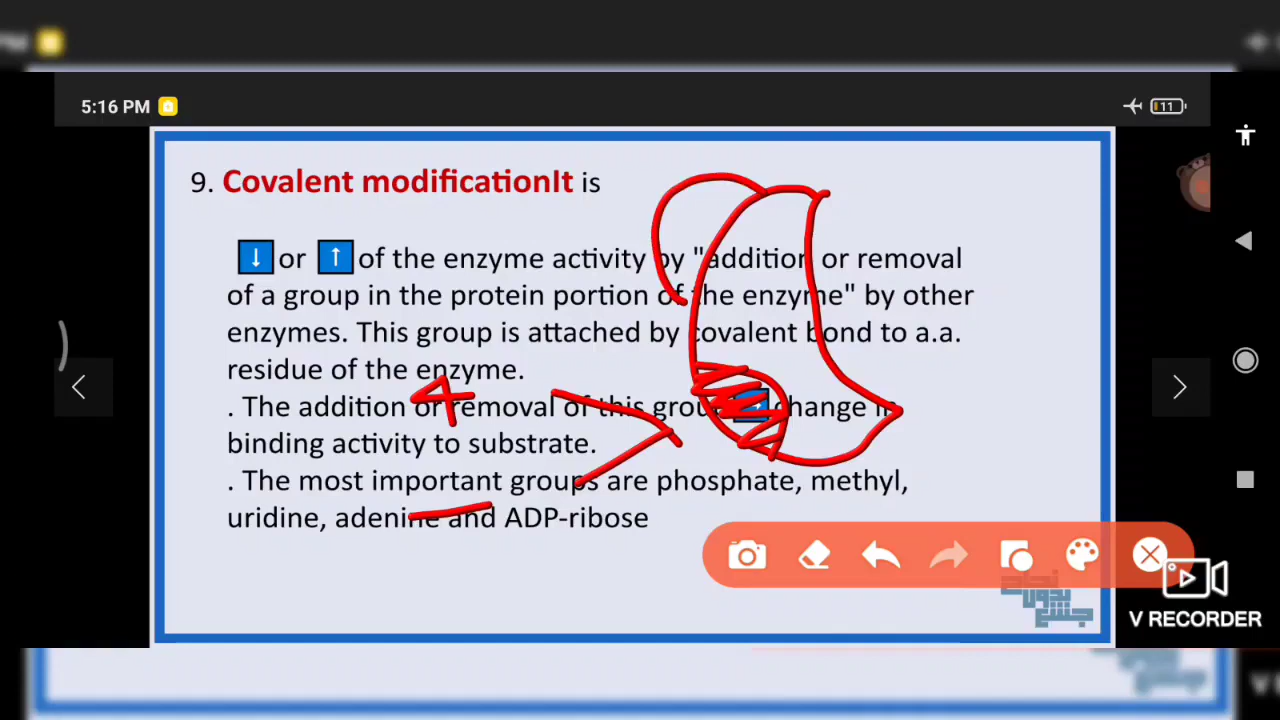 5:16 PM
11
9. Covalent modificationIt is
↓ or ↑ of the enzyme activity by "addition or removal
of a group in the protein portion of the enzyme" by other
enzymes. This group is attached by covalent bond to a.a.
residue of the enzyme.
. The addition or removal of this group → change in
binding activity to substrate.
. The most important groups are phosphate, methyl,
uridine, adenine and ADP-ribose
V RECORDER